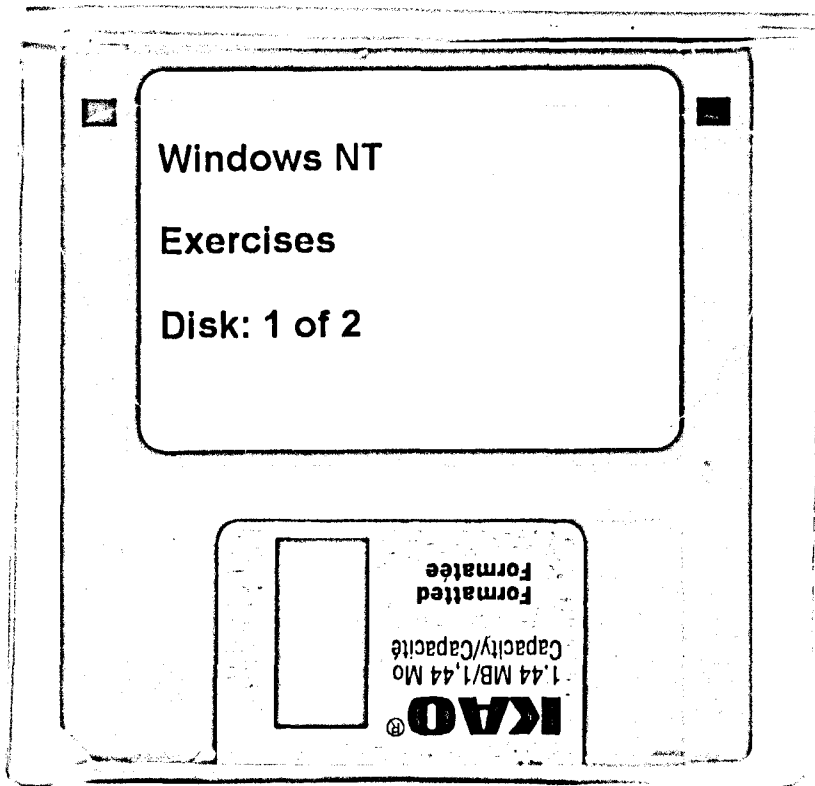 Windows NT
Exercises
Disk: 1 of 2
KAO®
1.44 MB/1,44 Mo
Capacity/Capacité
Formatted
Formatée